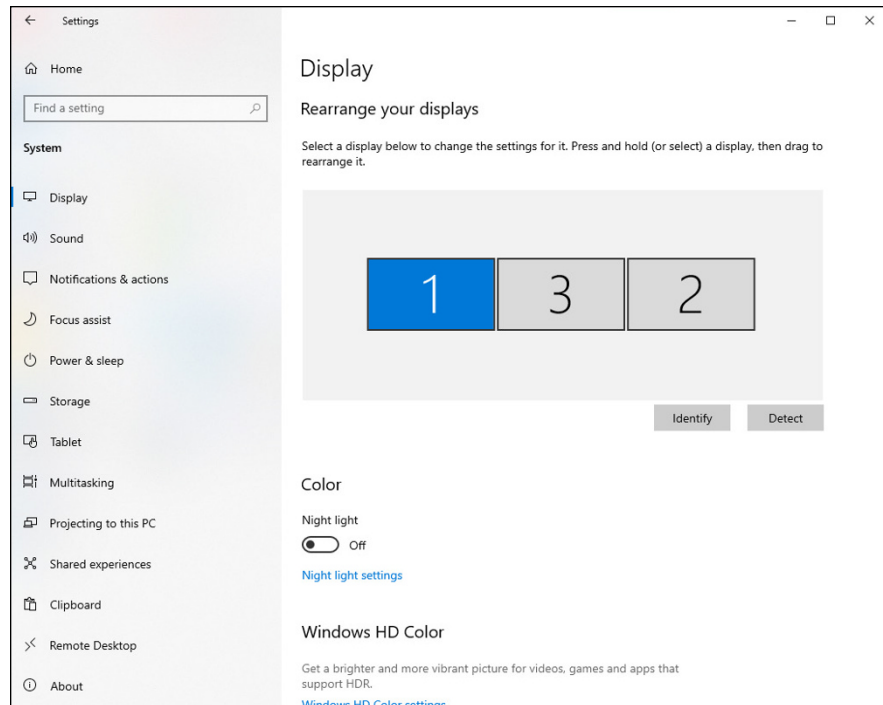 Settings
Home
Find a setting
System
Display
Sound
Notifications & actions
Focus assist
Power & sleep
Storage
Tablet
Multitasking
Projecting to this PC
Shared experiences
Clipboard
Remote Desktop
About
Display
Rearrange your displays
Select a display below to change the settings for it. Press and hold (or select) a display, then drag to
rearrange it.
1 3 2
Identify Detect
Color
Night light
Off
Night light settings
Windows HD Color
Get a brighter and more vibrant picture for videos, games and apps that
support HDR.
Windows HD Color settings